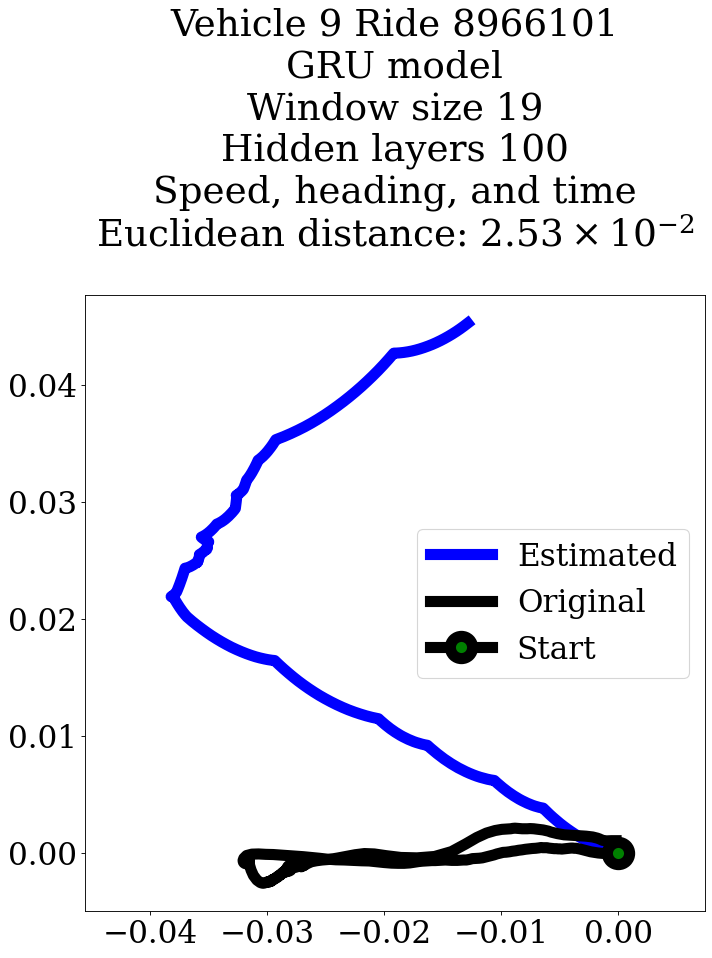 Vehicle 9 Ride 8966101
GRU model
Window size 19
Hidden layers 100
Speed, heading, and time
Euclidean distance: 2.53 × 10⁻²
0.04
0.03
0.02
0.01
0.00
Estimated
Original
Start
−0.04 −0.03 −0.02 −0.01 0.00